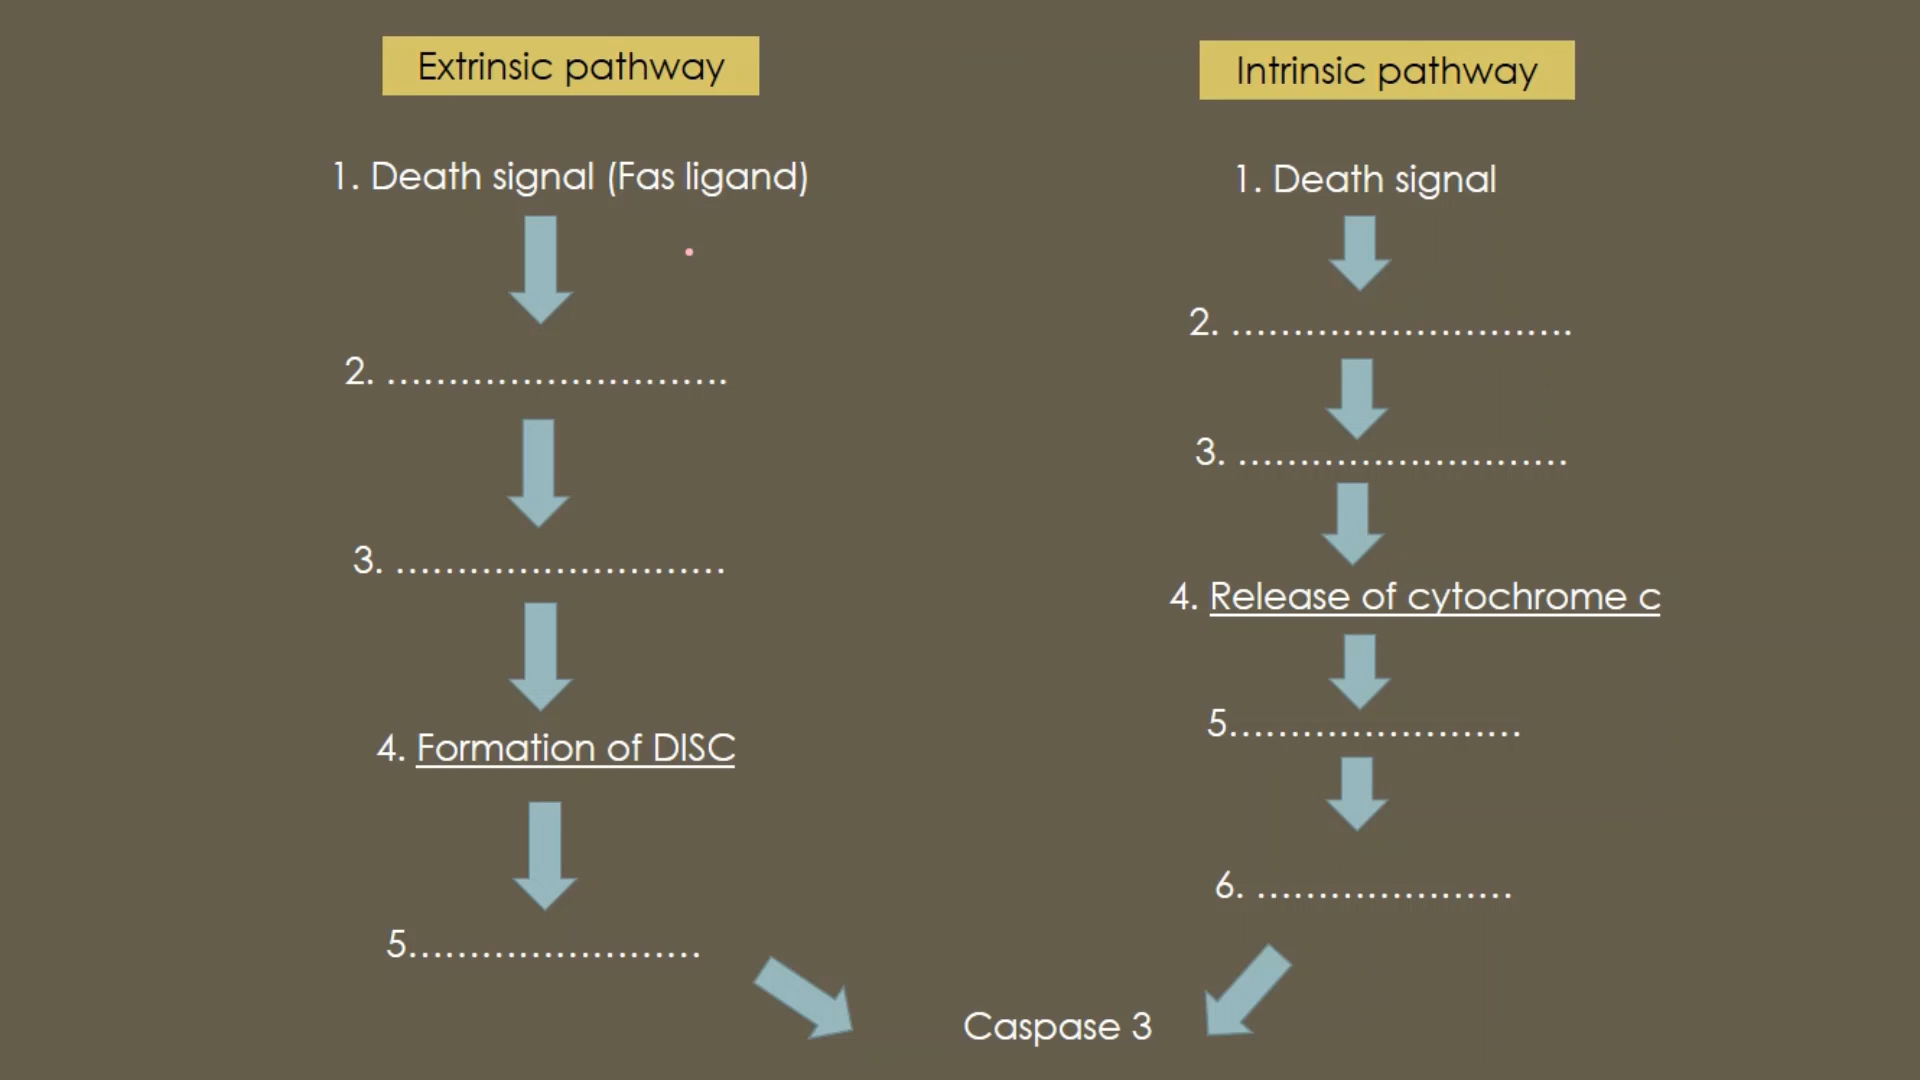 Extrinsic pathway
1. Death signal (Fas ligand)
2. ………………………..
3. ……………………….
4. Formation of DISC
5……………………
Intrinsic pathway
1. Death signal
2. ………………………..
3. ……………………….
4. Release of cytochrome c
5……………………
6. …………………
Caspase 3